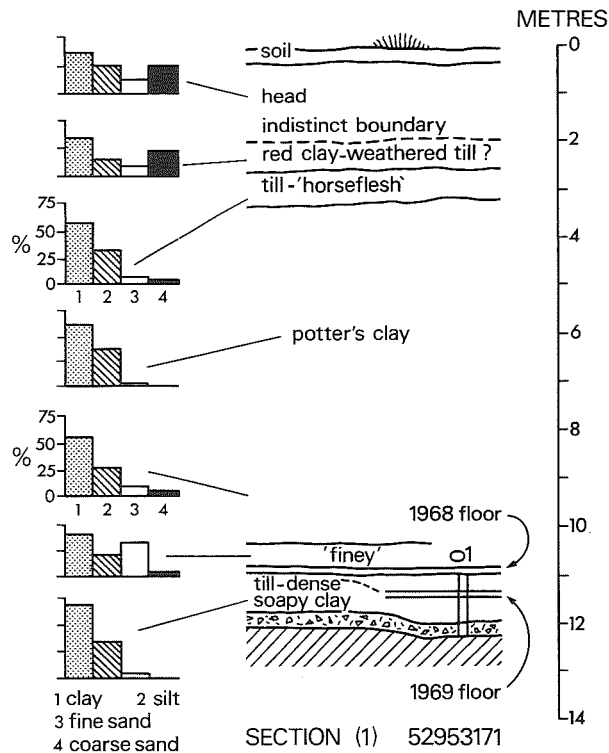 METRES
0
soil
head
indistinct boundary
2
red clay-weathered till ?
till-'horseflesh'
75
50
25
0
%
1 2 3 4
4
potter's clay
6
75
50
25
0
%
1 2 3 4
8
1968 floor
10
'finey'
01
till-dense
soapy clay
12
1969 floor
1 clay 2 silt
3 fine sand
4 coarse sand
SECTION (1) 52953171
14